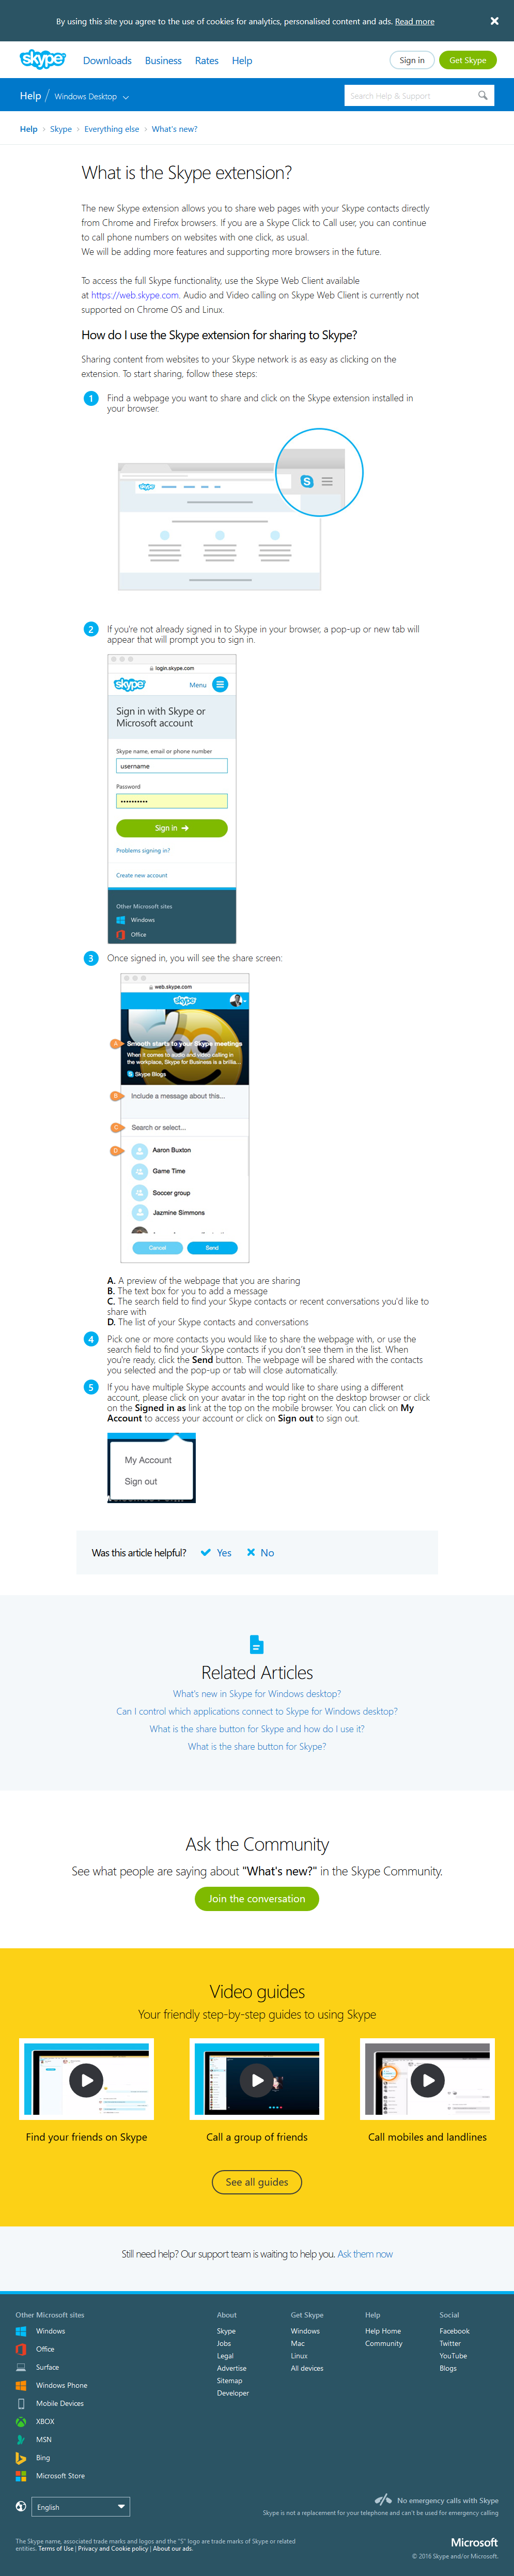 By using this site you agree to the use of cookies for analytics, personalised content and ads. Read more
skype Downloads Business Rates Help Sign in Get Skype
Help / Windows Desktop Search Help & Support
Help > Skype > Everything else > What's new?
What is the Skype extension?
The new Skype extension allows you to share web pages with your Skype contacts directly
from Chrome and Firefox browsers. If you are a Skype Click to Call user, you can continue
to call phone numbers on websites with one click, as usual.
We will be adding more features and supporting more browsers in the future.
To access the full Skype functionality, use the Skype Web Client available
at https://web.skype.com. Audio and Video calling on Skype Web Client is currently not
supported on Chrome OS and Linux.
How do I use the Skype extension for sharing to Skype?
Sharing content from websites to your Skype network is as easy as clicking on the
extension. To start sharing, follow these steps:
1 Find a webpage you want to share and click on the Skype extension installed in
your browser.
skype
2 If you're not already signed in to Skype in your browser, a pop-up or new tab will
appear that will prompt you to sign in.
login.skype.com
skype Menu
Sign in with Skype or
Microsoft account
Skype name, email or phone number
username
Password
Sign in
Problems signing in?
Create new account
Other Microsoft sites
Windows
Office
3 Once signed in, you will see the share screen:
web.skype.com
skype
A Smooth starts to your Skype meetings
When it comes to audio and video calling in
the workplace, Skype for Business is a brillia...
Skype Blogs
B Include a message about this...
C Search or select...
D Aaron Buxton
Game Time
Soccer group
Jazmine Simmons
Cancel Send
A. A preview of the webpage that you are sharing
B. The text box for you to add a message
C. The search field to find your Skype contacts or recent conversations you'd like to
share with
D. The list of your Skype contacts and conversations
4 Pick one or more contacts you would like to share the webpage with, or use the
search field to find your Skype contacts if you don't see them in the list. When
you're ready, click the Send button. The webpage will be shared with the contacts
you selected and the pop-up or tab will close automatically.
5 If you have multiple Skype accounts and would like to share using a different
account, please click on your avatar in the top right on the desktop browser or click
on the Signed in as link at the top on the mobile browser. You can click on My
Account to access your account or click on Sign out to sign out.
My Account
Sign out
Was this article helpful? Yes No
Related Articles
What's new in Skype for Windows desktop?
Can I control which applications connect to Skype for Windows desktop?
What is the share button for Skype and how do I use it?
What is the share button for Skype?
Ask the Community
See what people are saying about "What's new?" in the Skype Community.
Join the conversation
Video guides
Your friendly step-by-step guides to using Skype
Find your friends on Skype Call a group of friends Call mobiles and landlines
See all guides
Still need help? Our support team is waiting to help you. Ask them now
Other Microsoft sites
Windows
Office
Surface
Windows Phone
Mobile Devices
XBOX
MSN
Bing
Microsoft Store
About
Skype
Jobs
Legal
Advertise
Sitemap
Developer
Get Skype
Windows
Mac
Linux
All devices
Help
Help Home
Community
Social
Facebook
Twitter
YouTube
Blogs
English
No emergency calls with Skype
Skype is not a replacement for your telephone and can't be used for emergency calling
The Skype name, associated trade marks and logos and the "S" logo are trade marks of Skype or related
entities. Terms of Use | Privacy and Cookie policy | About our ads.
Microsoft
© 2016 Skype and/or Microsoft.